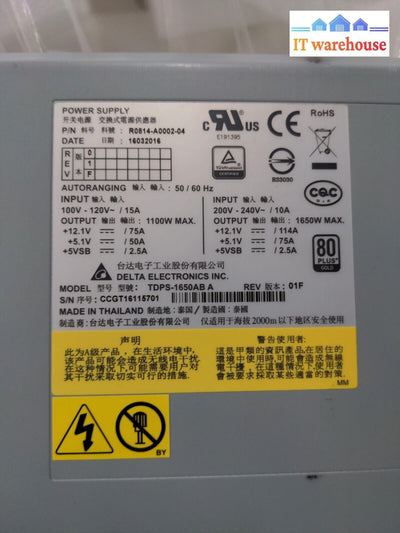 IT warehouse
POWER SUPPLY
开关电源 交換式電源供應器
P/N 料号: 料號: R0814-A0002-04
DATE 日期: 16032016
REV 版本 01F
c RU US
E191395
CE
RoHS
CERTIFIED
R33030
CQC
80 PLUS
GOLD
AUTORANGING 输入: 輸入: 50 / 60 Hz
INPUT 输入 輸入:
100V - 120V~ / 15A
OUTPUT 输出 輸出: 1100W MAX.
+12.1V / 75A
+5.1V / 50A
+5VSB / 2.5A
INPUT 输入 輸入:
200V - 240V~ / 10A
OUTPUT 输出 輸出: 1650W MAX.
+12.1V / 114A
+5.1V / 75A
+5VSB / 2.5A
台达电子工业股份有限公司
DELTA ELECTRONICS INC.
MODEL 型号: 型號: TDPS-1650AB A REV 版本: 01F
S/N 序号: CCGT16115701
MADE IN THAILAND 制造地: 泰国 / 製造國: 泰國
制造商: 台达电子工业股份有限公司 仅适用于海拔2000m以下地区安全使用
声明
此为A级产品, 在生活环境中,
该产品可能会造成无线电干扰.
在这种情况下, 可能需要用户对
其干扰采取切实可行的措施.
警告使用者:
這是甲類的資訊產品,在居住的
環境中使用時,可能會造成無線
電干擾, 在這種情況下, 使用者
會被要求採取某些適當的對策.
MM
BY